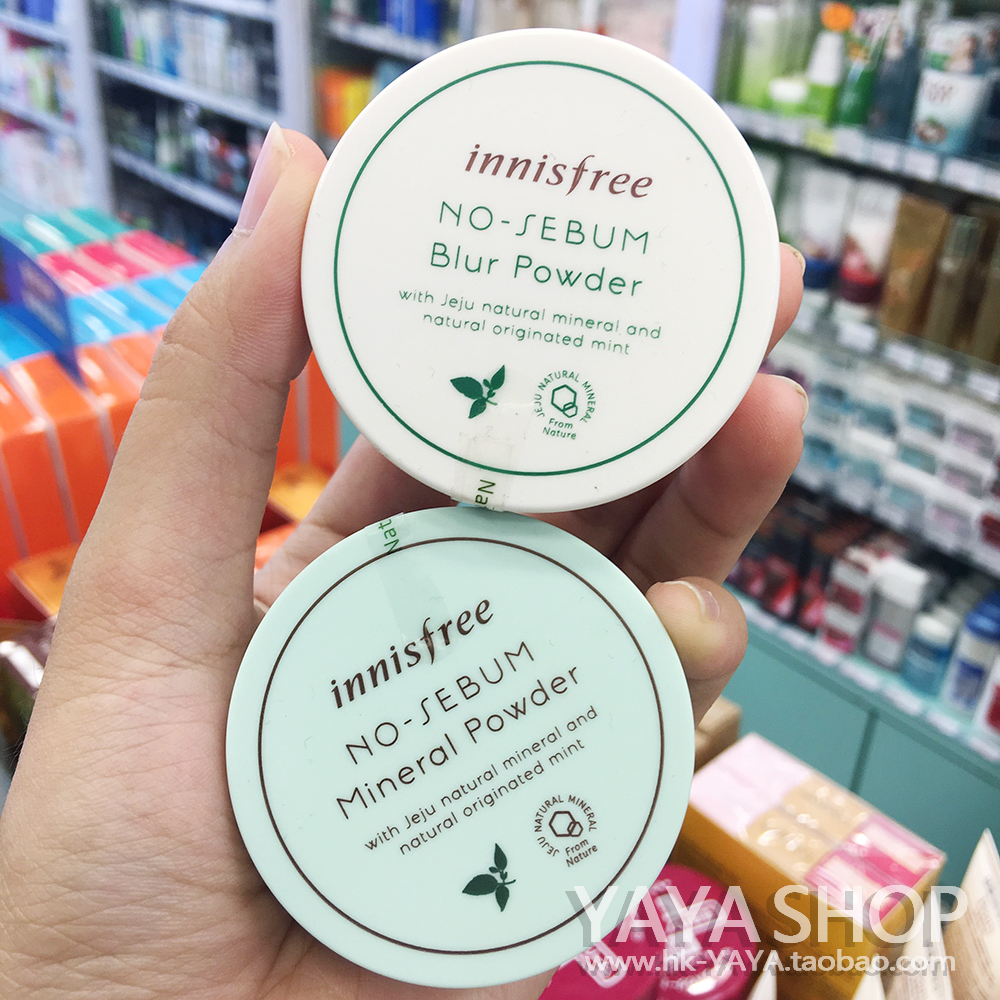 innisfree
NO-SEBUM
Blur Powder
with Jeju natural mineral and
natural originated mint
JEJU NATURAL MINERAL
From
Nature
Nat
Nat
innisfree
NO-SEBUM
Mineral Powder
with Jeju natural mineral and
natural originated mint
JEJU NATURAL MINERAL
From
Nature
YAYA SHOP
www.hk-YAYA.taobao.com